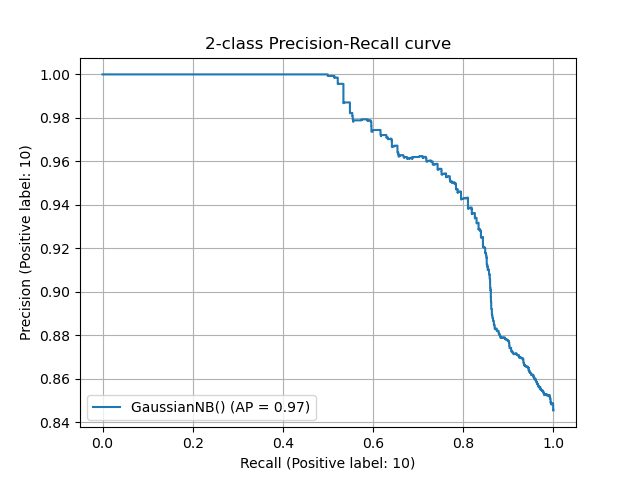 2-class Precision-Recall curve
Precision (Positive label: 10)
1.00
0.98
0.96
0.94
0.92
0.90
0.88
0.86
0.84
GaussianNB() (AP = 0.97)
0.0 0.2 0.4 0.6 0.8 1.0
Recall (Positive label: 10)